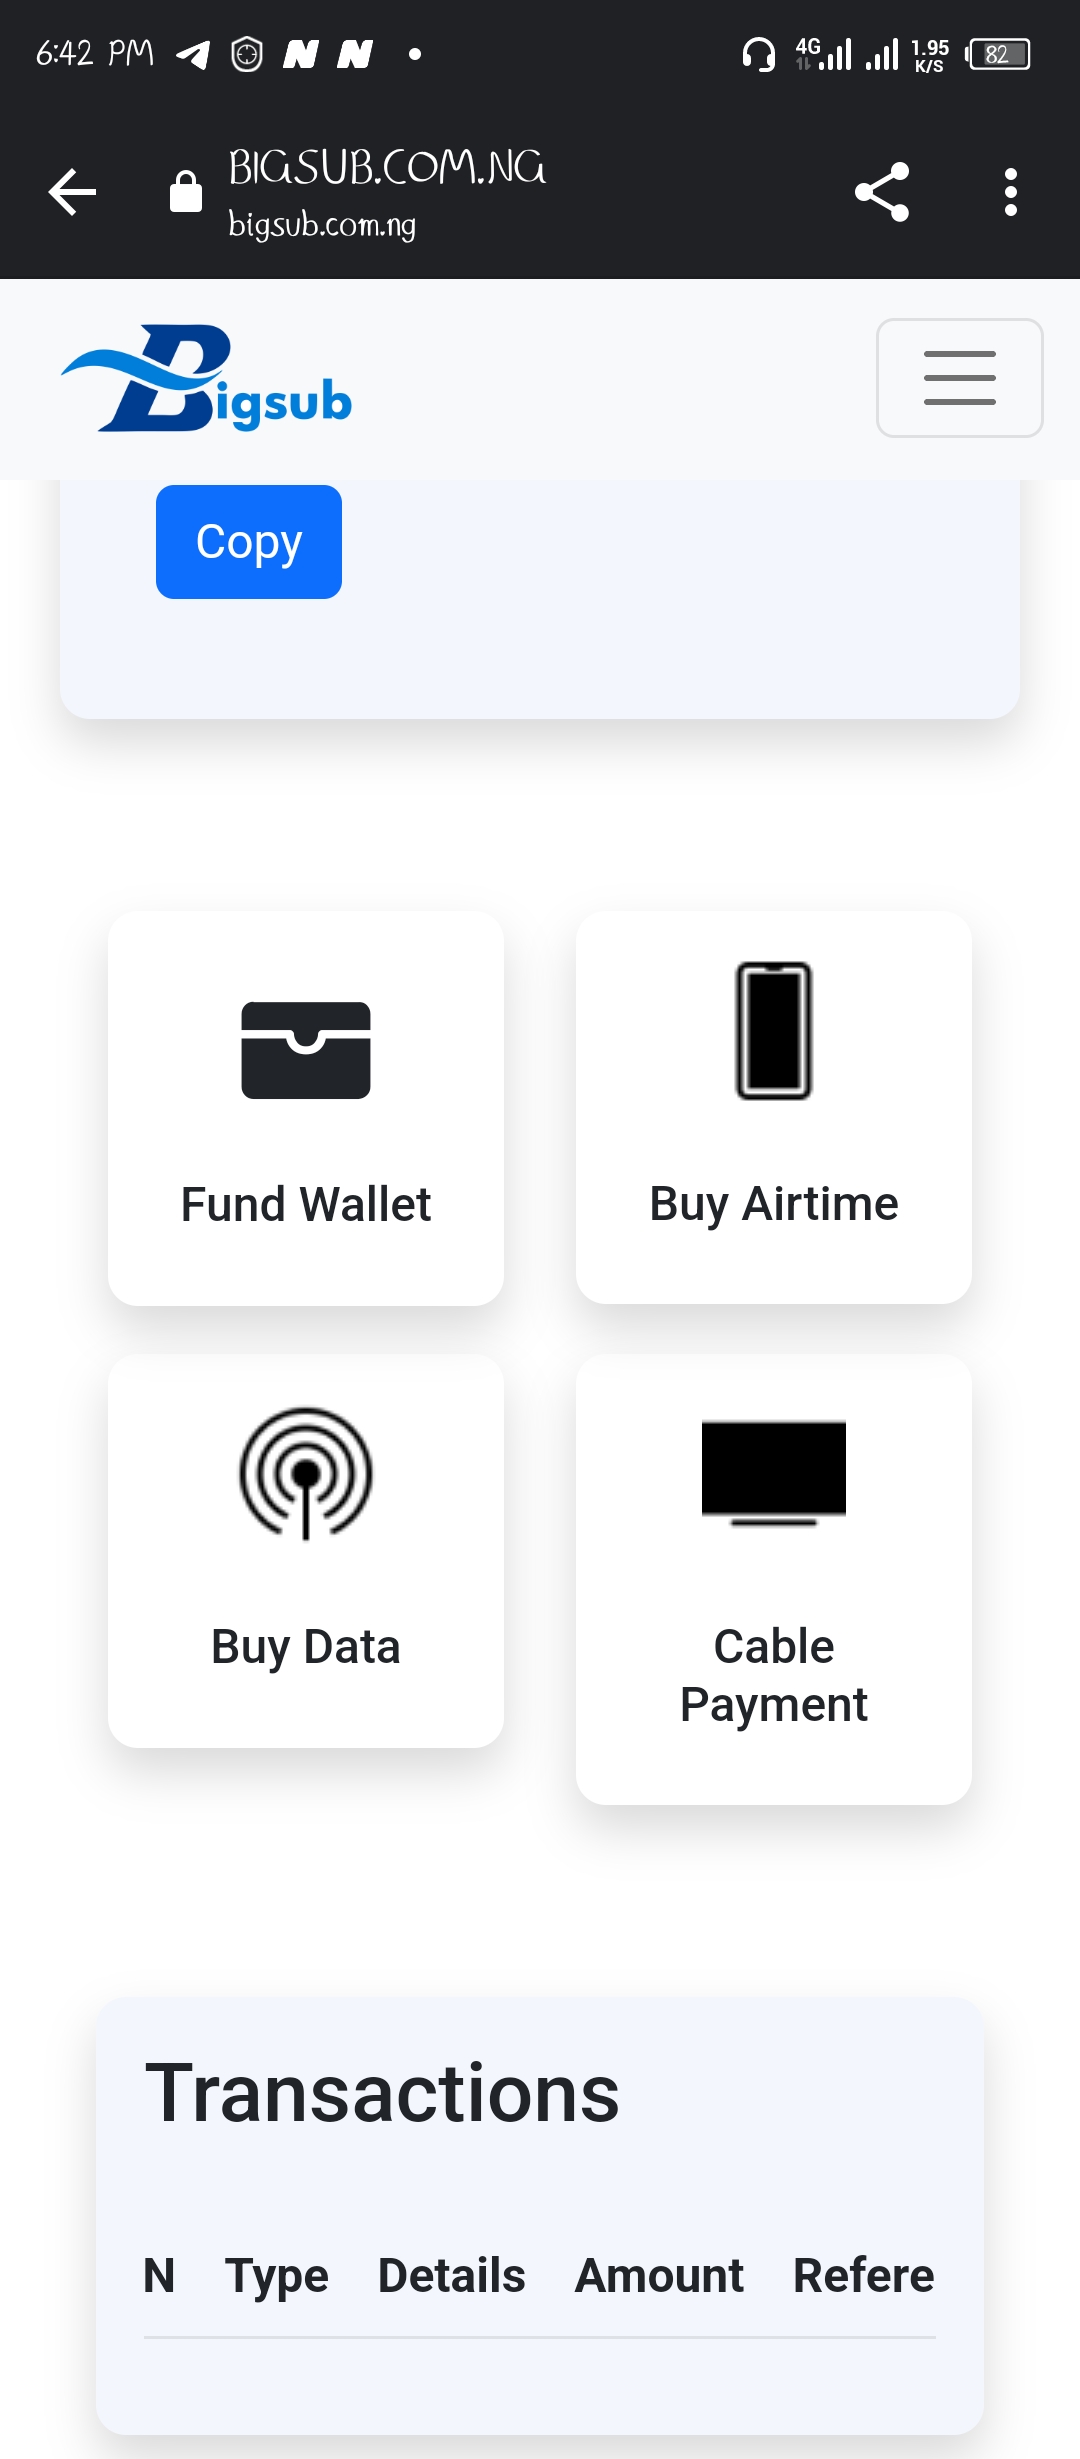 6:42 PM
4G
1.95
K/S
82
BIGSUB.COM.NG
bigsub.com.ng
Bigsub
Copy
Fund Wallet
Buy Airtime
Buy Data
Cable
Payment
Transactions
N Type Details Amount Refere